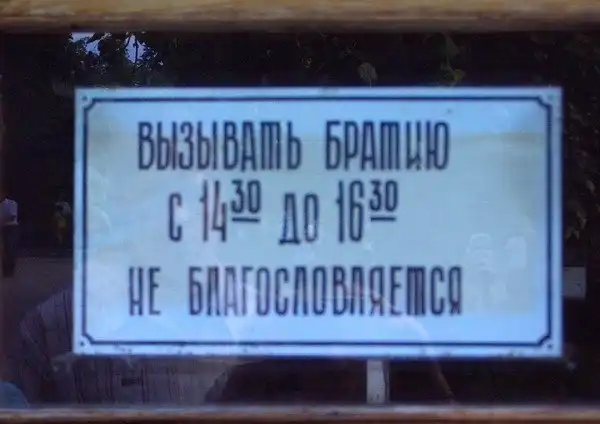 ВЫЗЫВАТЬ БРАТИЮ
С 14³⁰ ДО 16³⁰
НЕ БЛАГОСЛОВЛЯЕТСЯ